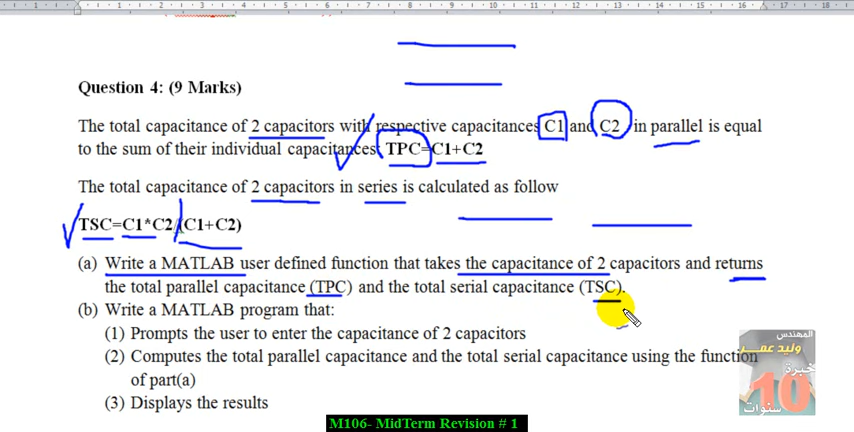 Question 4: (9 Marks)
The total capacitance of 2 capacitors with respective capacitances C1 and C2 in parallel is equal
to the sum of their individual capacitances: TPC=C1+C2
The total capacitance of 2 capacitors in series is calculated as follow
TSC=C1*C2/(C1+C2)
(a) Write a MATLAB user defined function that takes the capacitance of 2 capacitors and returns
the total parallel capacitance (TPC) and the total serial capacitance (TSC).
(b) Write a MATLAB program that:
(1) Prompts the user to enter the capacitance of 2 capacitors
(2) Computes the total parallel capacitance and the total serial capacitance using the function
of part(a)
(3) Displays the results
المهندس
وليد عمر
خبرة
10
سنوات
M106- MidTerm Revision # 1